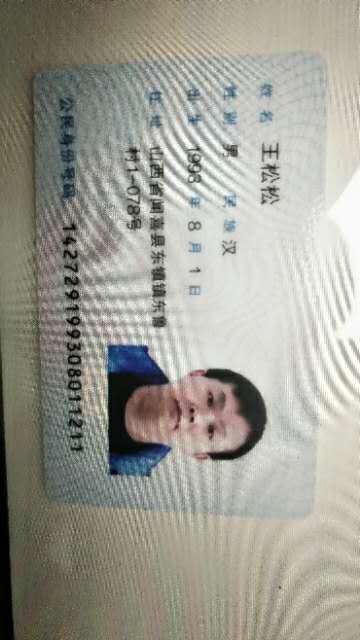 姓名 王松松
性别 男 民族 汉
出生 1993 年 8 月 1 日
住址 山西省闻喜县东镇镇东鲁
村1-078号
公民身份号码 142729199308011211